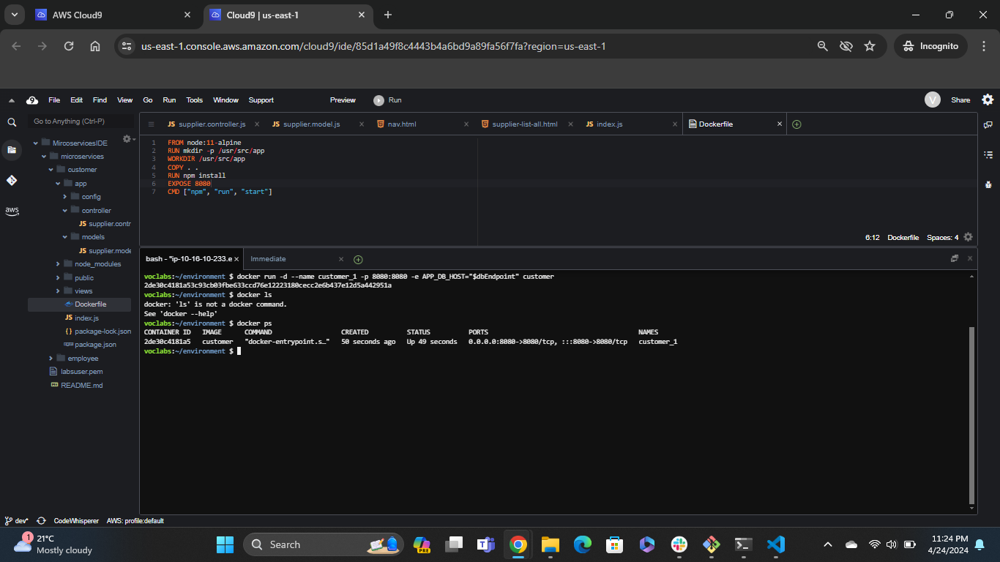 AWS Cloud9
Cloud9 | us-east-1
us-east-1.console.aws.amazon.com/cloud9/ide/85d1a49f8c4443b4a6bd9a89fa56f7fa?region=us-east-1
Incognito
9 File Edit Find View Go Run Tools Window Support Preview Run V Share
Go to Anything (Ctrl-P)
MircoservicesIDE
microservices
customer
app
config
controller
JS supplier.contr
models
JS supplier.mode
node_modules
public
views
Dockerfile
JS index.js
{ } package-lock.json
package.json
employee
labsuser.pem
README.md
aws
JS supplier.controller.js
JS supplier.model.js
nav.html
supplier-list-all.html
JS index.js
Dockerfile
1 FROM node:11-alpine
2 RUN mkdir -p /usr/src/app
3 WORKDIR /usr/src/app
4 COPY . .
5 RUN npm install
6 EXPOSE 8080
7 CMD ["npm", "run", "start"]
6:12 Dockerfile Spaces: 4
bash - "ip-10-16-10-233.e
Immediate
voclabs:~/environment $ docker run -d --name customer_1 -p 8080:8080 -e APP_DB_HOST="$dbEndpoint" customer
2de30c4181a53c93cb03fbe633ccd76e12223180cecc2e6b437e12d5a442951a
voclabs:~/environment $ docker ls
docker: 'ls' is not a docker command.
See 'docker --help'
voclabs:~/environment $ docker ps
CONTAINER ID IMAGE COMMAND CREATED STATUS PORTS NAMES
2de30c4181a5 customer "docker-entrypoint.s…" 50 seconds ago Up 49 seconds 0.0.0.0:8080->8080/tcp, :::8080->8080/tcp customer_1
voclabs:~/environment $
dev* CodeWhisperer AWS: profile:default
1
21°C
Mostly cloudy
Search
PRE
11:24 PM
4/24/2024